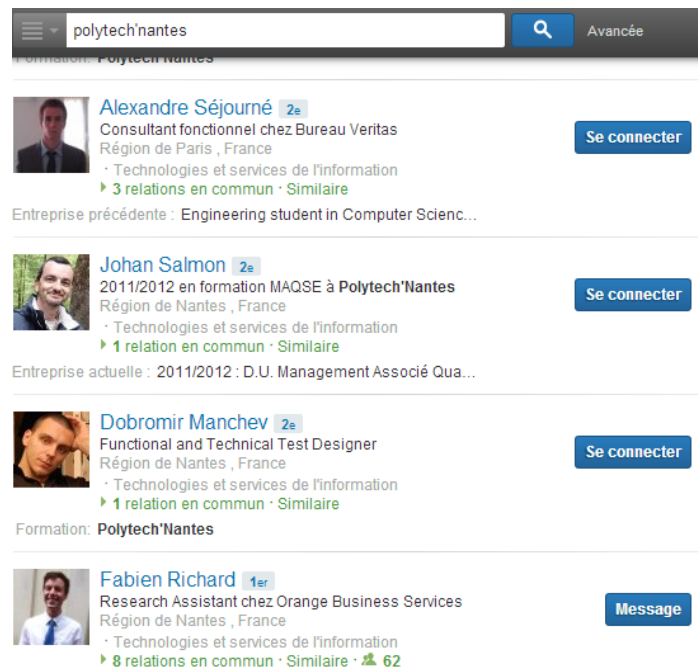 polytech'nantes
Avancée
Formation: Polytech'Nantes
Alexandre Séjourné 2e
Consultant fonctionnel chez Bureau Veritas
Se connecter
Région de Paris , France
· Technologies et services de l'information
3 relations en commun · Similaire
Entreprise précédente : Engineering student in Computer Scienc...
Johan Salmon 2e
2011/2012 en formation MAQSE à Polytech'Nantes
Se connecter
Région de Nantes , France
· Technologies et services de l'information
1 relation en commun · Similaire
Entreprise actuelle : 2011/2012 : D.U. Management Associé Qua...
Dobromir Manchev 2e
Functional and Technical Test Designer
Se connecter
Région de Nantes , France
· Technologies et services de l'information
1 relation en commun · Similaire
Formation: Polytech'Nantes
Fabien Richard 1er
Research Assistant chez Orange Business Services
Message
Région de Nantes , France
· Technologies et services de l'information
8 relations en commun · Similaire · 62